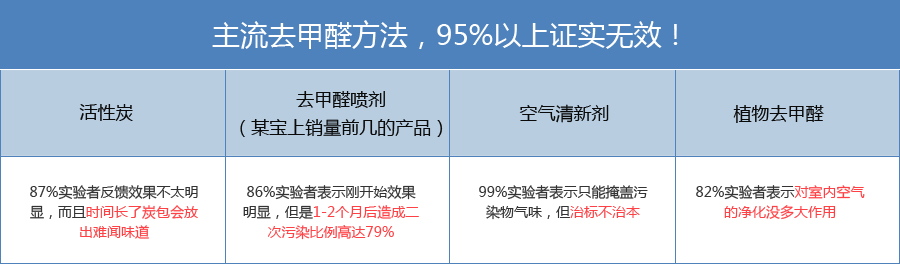 主流去甲醛方法，95%以上证实无效！
活性炭
去甲醛喷剂
（某宝上销量前几的产品）
空气清新剂
植物去甲醛
87%实验者反馈效果不太明
显，而且时间长了炭包会放
出难闻味道
86%实验者表示刚开始效果
明显，但是1-2个月后造成二
次污染比例高达79%
99%实验者表示只能掩盖污
染物气味，但治标不治本
82%实验者表示对室内空气
的净化没多大作用